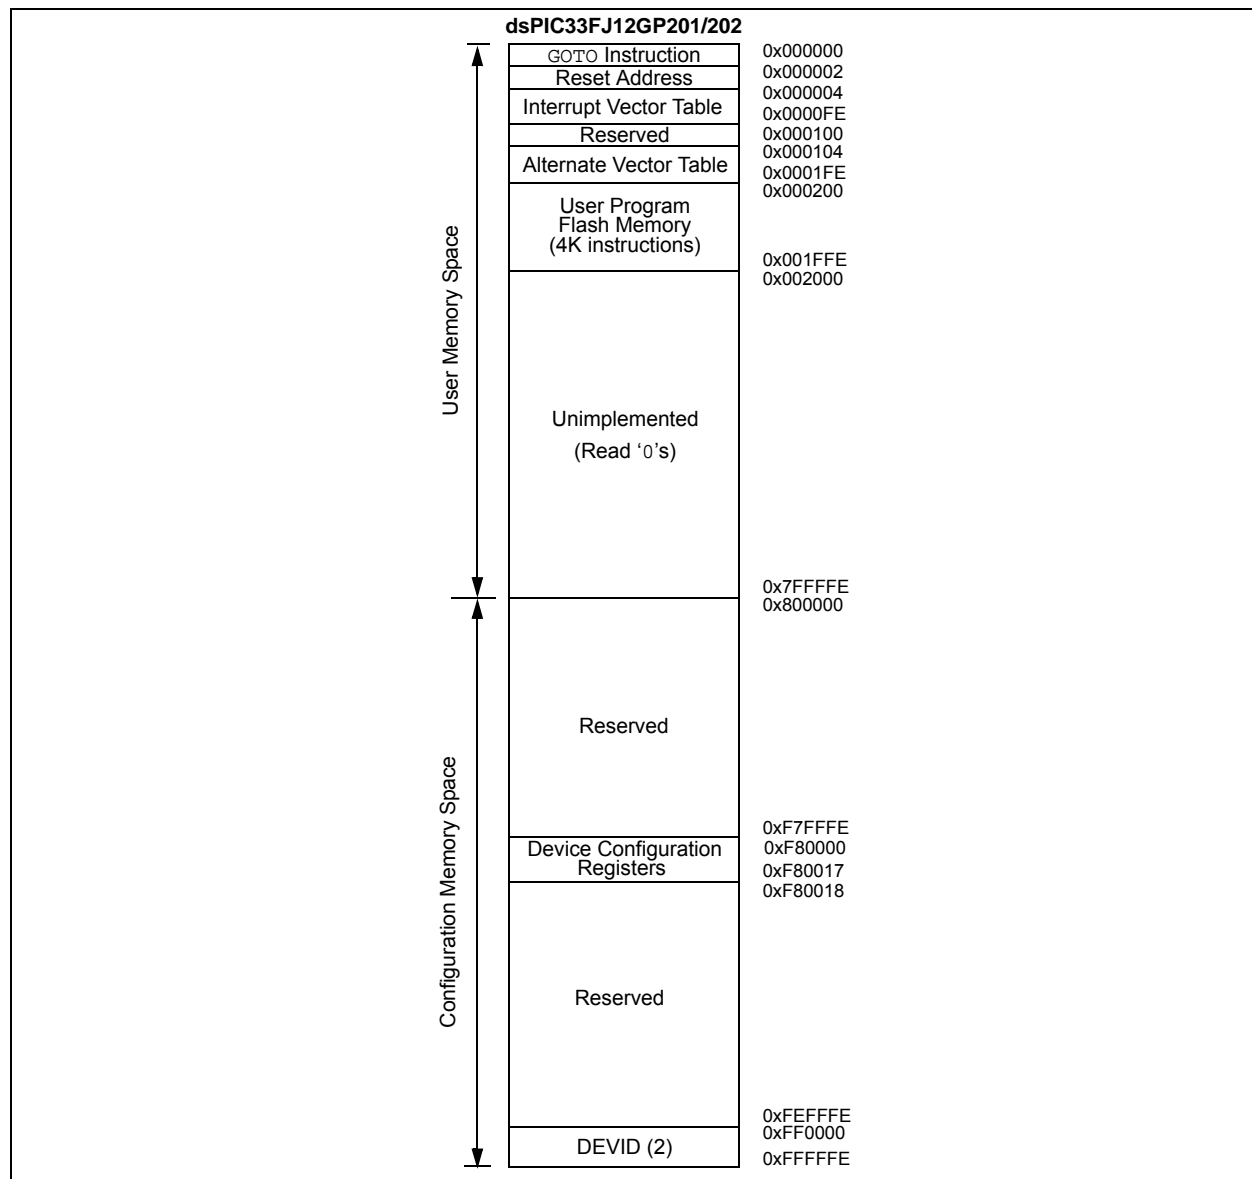 dsPIC33FJ12GP201/202
GOTO Instruction
0x000000
Reset Address
0x000002
0x000004
Interrupt Vector Table
0x0000FE
Reserved
0x000100
0x000104
Alternate Vector Table
0x0001FE
0x000200
User Program
Flash Memory
(4K instructions)
0x001FFE
0x002000
User Memory Space
Unimplemented
(Read ‘0’s)
0x7FFFFE
0x800000
Reserved
Configuration Memory Space
0xF7FFFE
Device Configuration
0xF80000
Registers
0xF80017
0xF80018
Reserved
0xFEFFFE
0xFF0000
DEVID (2)
0xFFFFFE